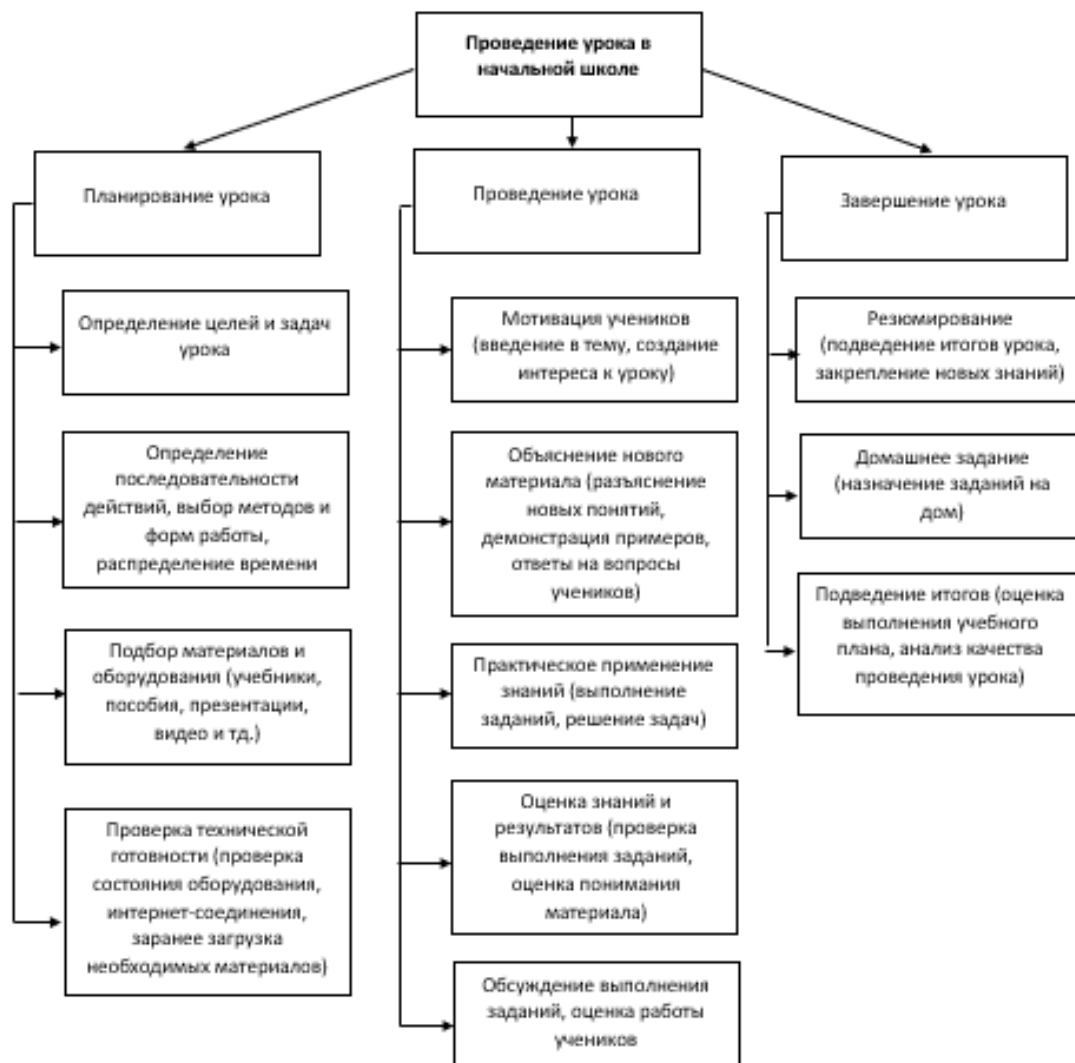 Проведение урока в
начальной школе
Планирование урока
Определение целей и задач
урока
Определение
последовательности
действий, выбор методов и
форм работы,
распределение времени
Подбор материалов и
оборудования (учебники,
пособия, презентации,
видео и тд.)
Проверка технической
готовности (проверка
состояния оборудования,
интернет-соединения,
заранее загрузка
необходимых материалов)
Проведение урока
Мотивация учеников
(введение в тему, создание
интереса к уроку)
Объяснение нового
материала (разъяснение
новых понятий,
демонстрация примеров,
ответы на вопросы
учеников)
Практическое применение
знаний (выполнение
заданий, решение задач)
Оценка знаний и
результатов (проверка
выполнения заданий,
оценка понимания
материала)
Обсуждение выполнения
заданий, оценка работы
учеников
Завершение урока
Резюмирование
(подведение итогов урока,
закрепление новых знаний)
Домашнее задание
(назначение заданий на
дом)
Подведение итогов (оценка
выполнения учебного
плана, анализ качества
проведения урока)